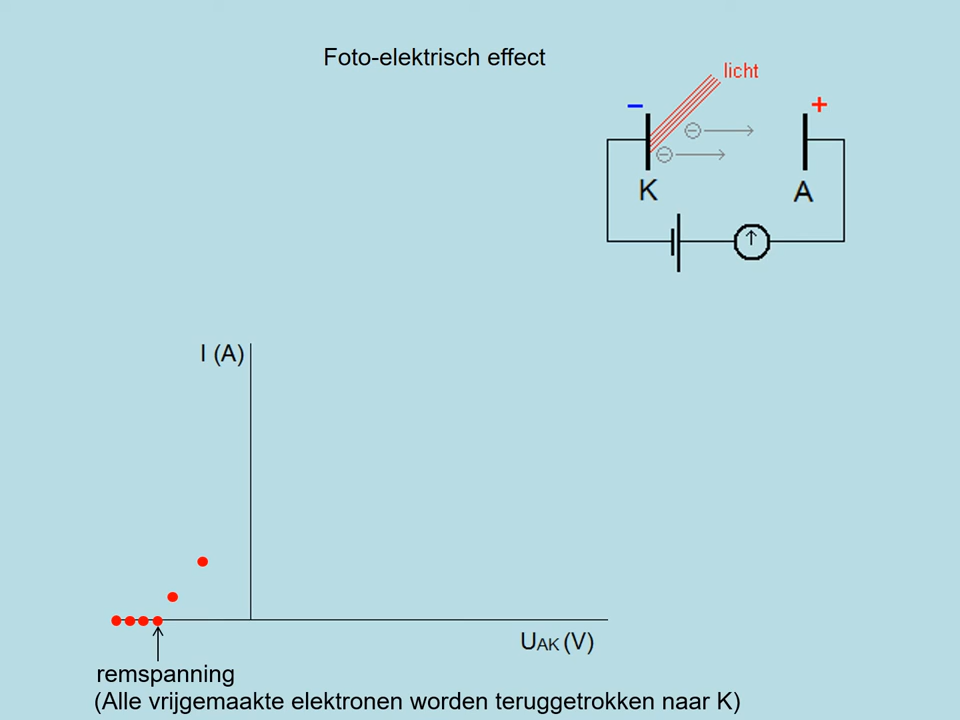 Foto-elektrisch effect
licht
− +
K A
I (A)
UAK (V)
remspanning
(Alle vrijgemaakte elektronen worden teruggetrokken naar K)